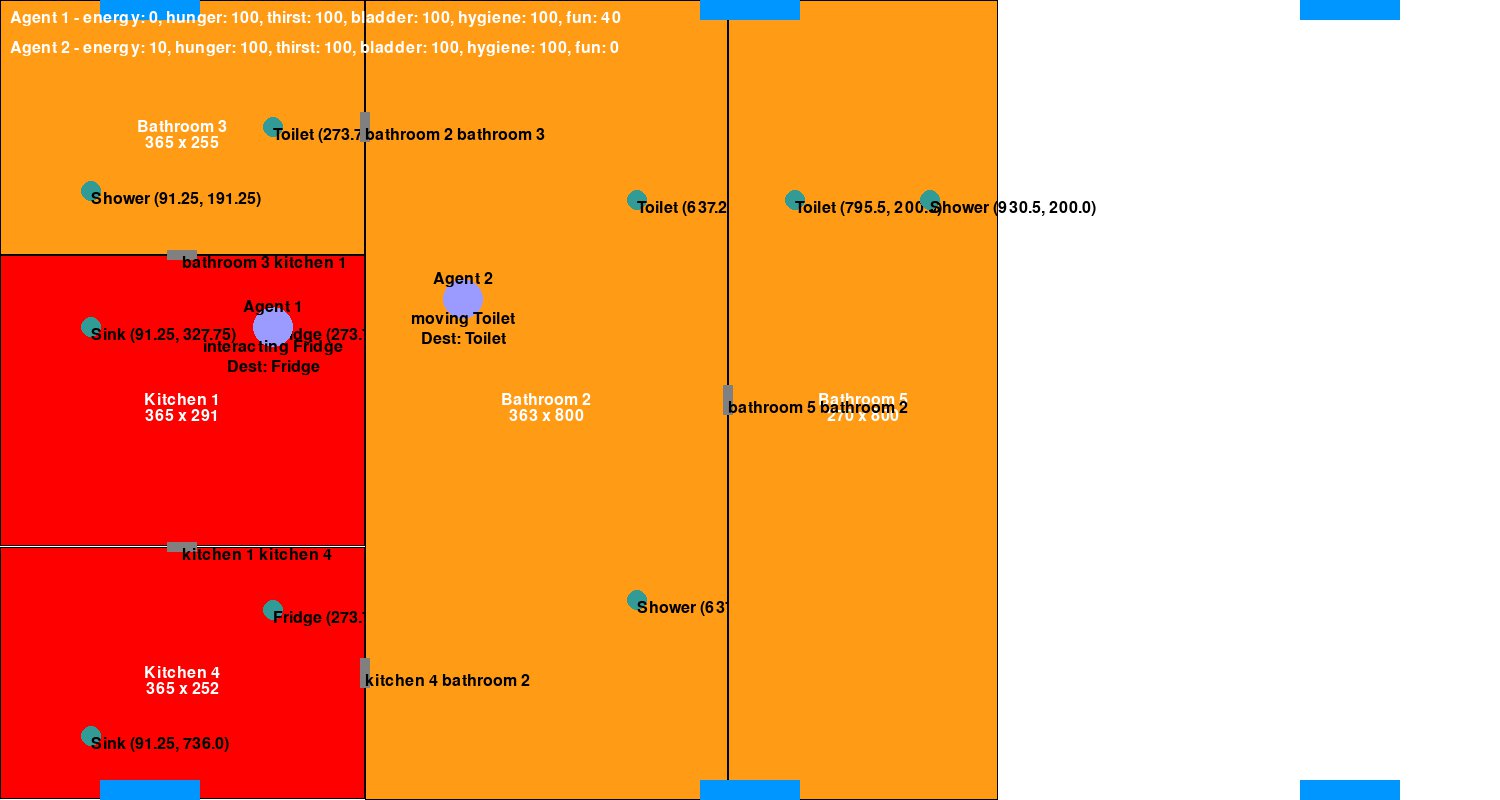 Agent 1 - energy: 0, hunger: 100, thirst: 100, bladder: 100, hygiene: 100, fun: 40
Agent 2 - energy: 10, hunger: 100, thirst: 100, bladder: 100, hygiene: 100, fun: 0
Bathroom 3
365 x 255
Toilet (273.7
bathroom 2 bathroom 3
Shower (91.25, 191.25)
Toilet (637.2
Toilet (795.5, 200.0)
Shower (930.5, 200.0)
bathroom 3 kitchen 1
Agent 2
Agent 1
moving Toilet
Dest: Toilet
Sink (91.25, 327.75)
Fridge (273.7
interacting Fridge
Dest: Fridge
Kitchen 1
365 x 291
Bathroom 2
363 x 800
Bathroom 5
270 x 800
bathroom 5 bathroom 2
kitchen 1 kitchen 4
Fridge (273.7
Shower (637
Kitchen 4
365 x 252
kitchen 4 bathroom 2
Sink (91.25, 736.0)